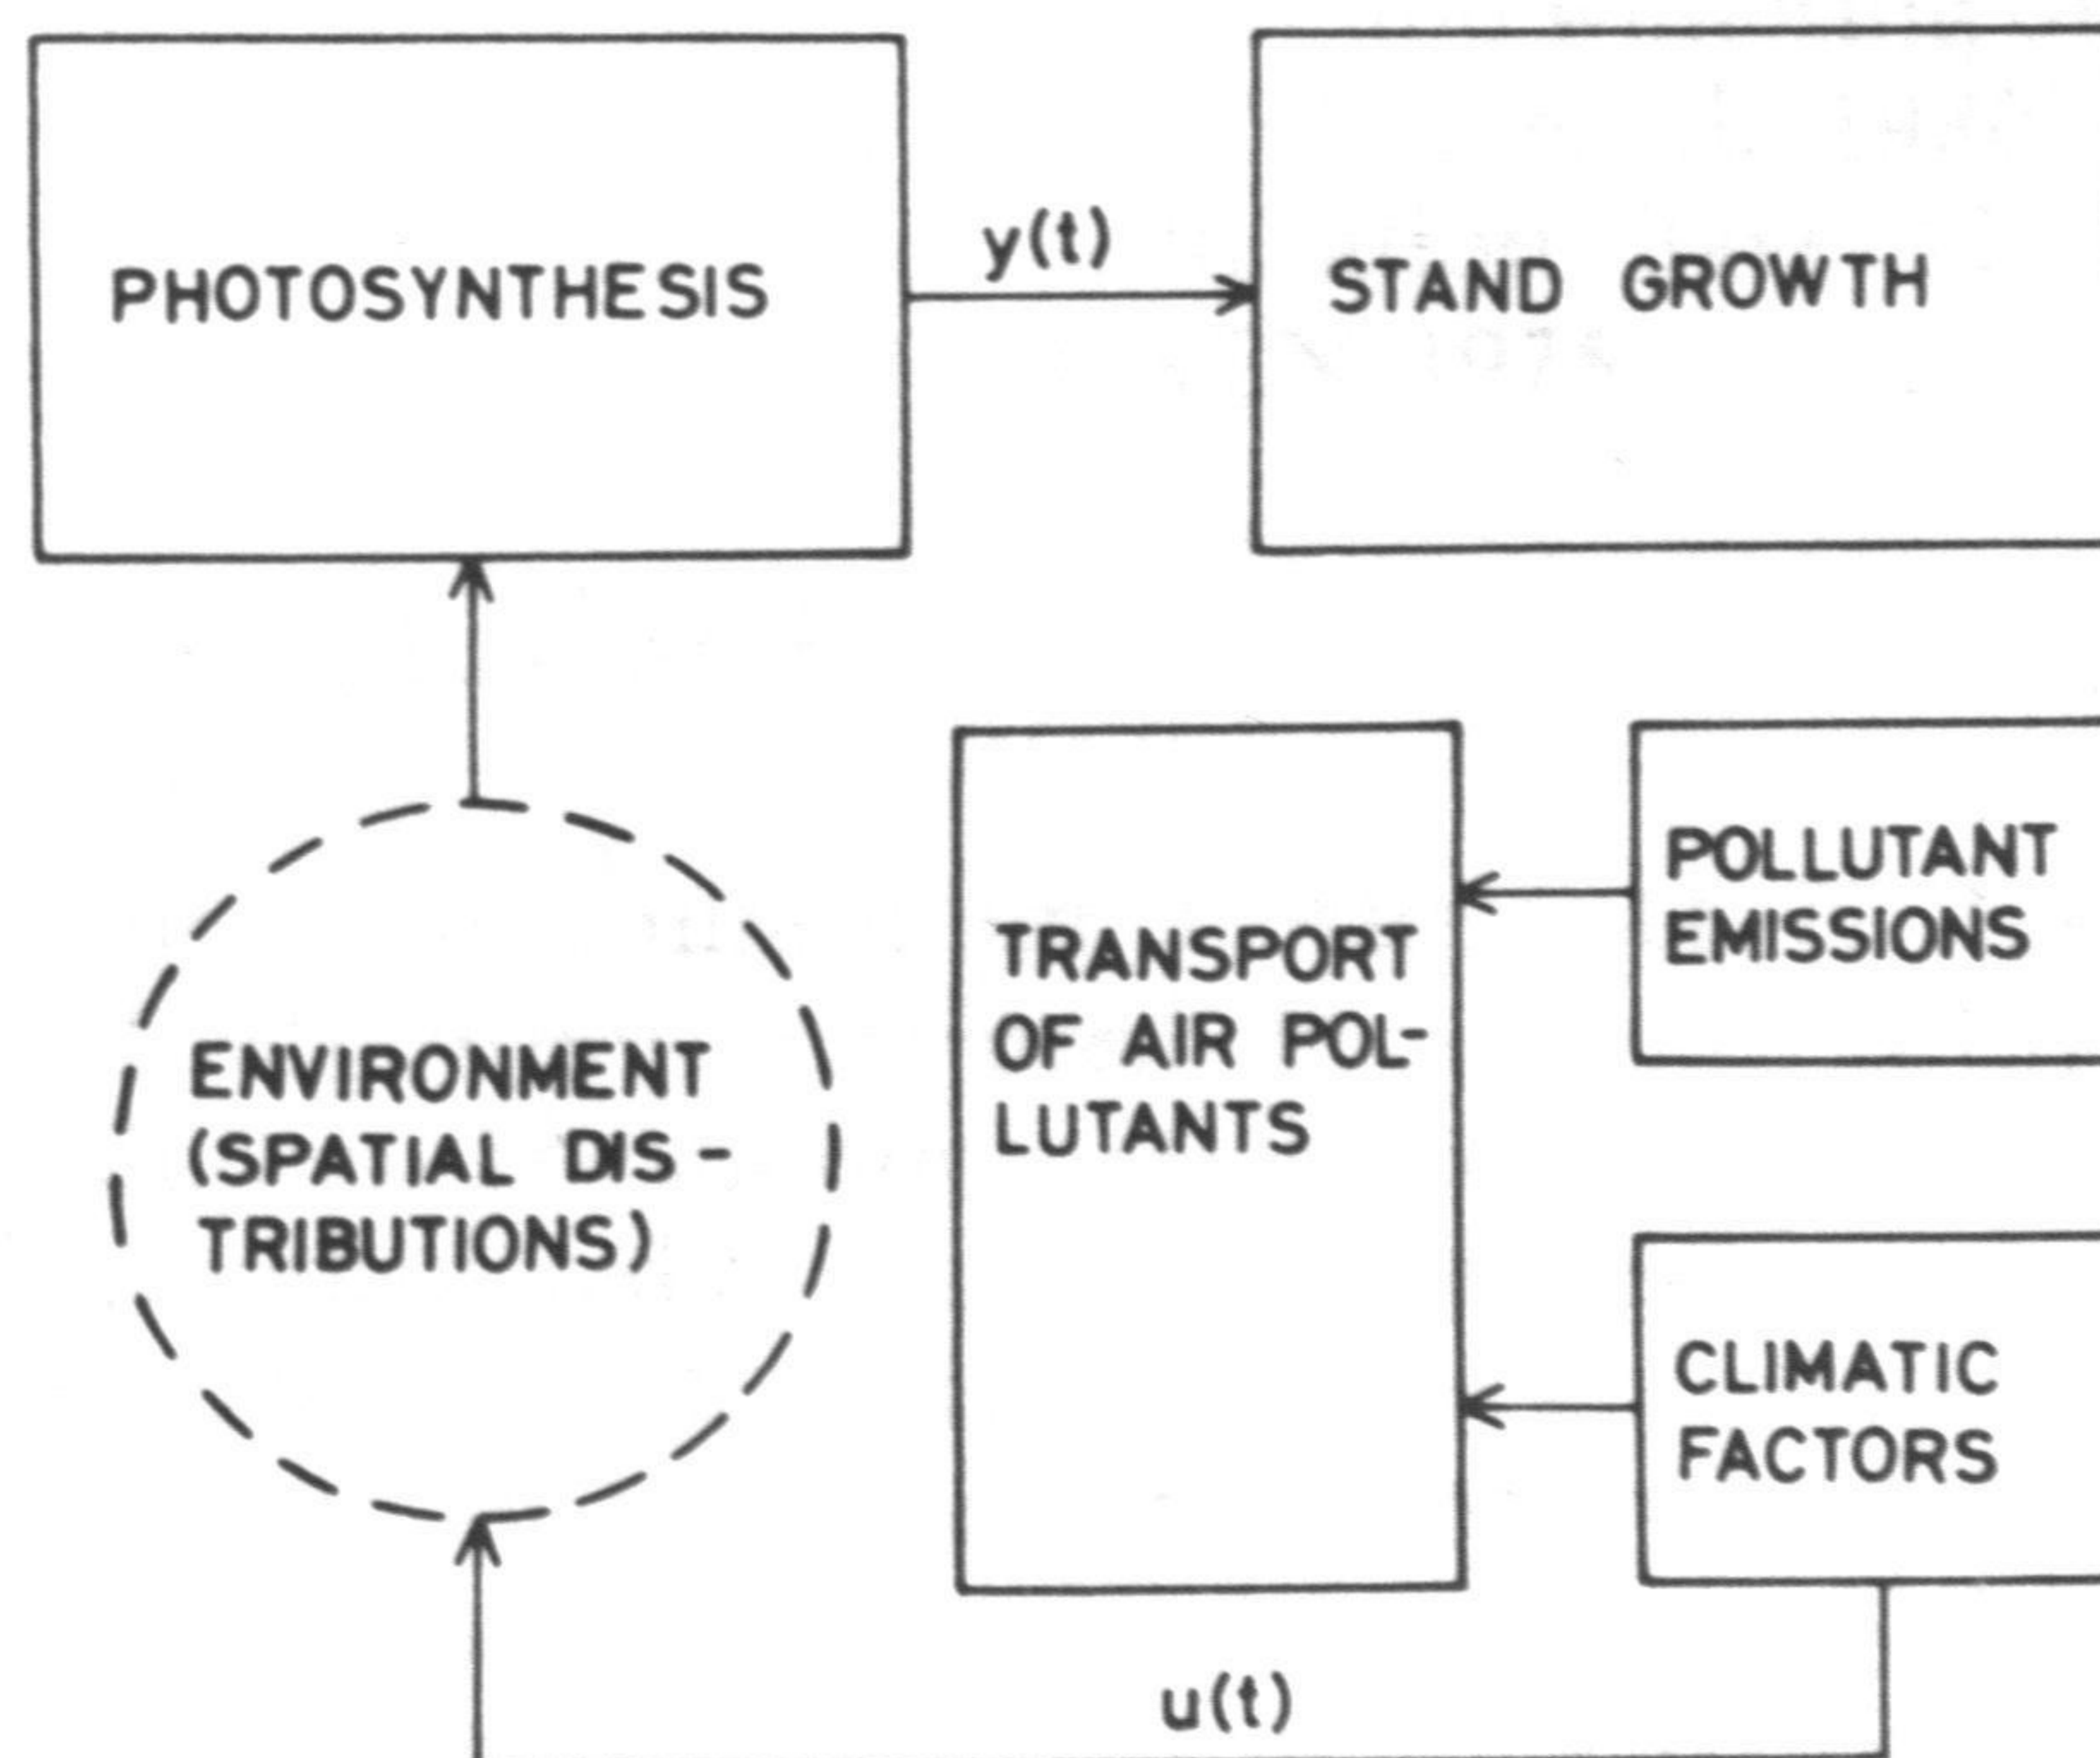 PHOTOSYNTHESIS
y(t)
STAND GROWTH
ENVIRONMENT
(SPATIAL DIS-
TRIBUTIONS)
TRANSPORT
OF AIR POL-
LUTANTS
POLLUTANT
EMISSIONS
CLIMATIC
FACTORS
u(t)